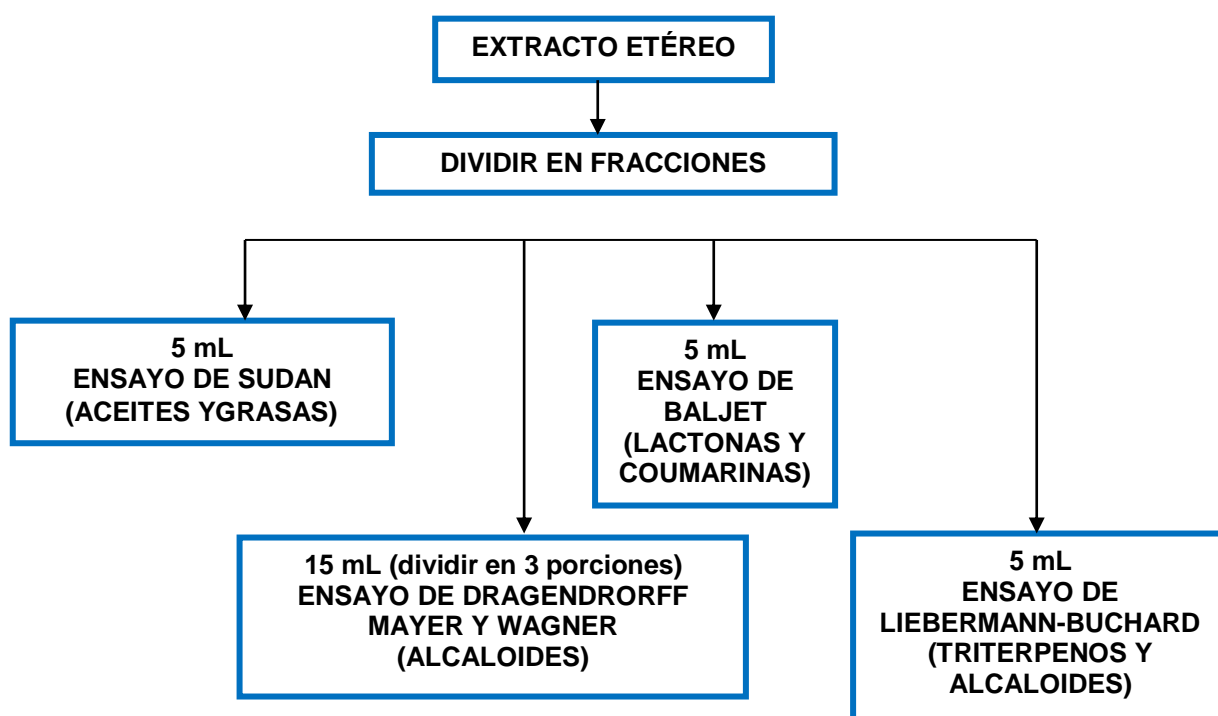 EXTRACTO ETÉREO
DIVIDIR EN FRACCIONES
5 mL
ENSAYO DE SUDAN
(ACEITES YGRASAS)
5 mL
ENSAYO DE
BALJET
(LACTONAS Y
COUMARINAS)
15 mL (dividir en 3 porciones)
ENSAYO DE DRAGENDRORFF
MAYER Y WAGNER
(ALCALOIDES)
5 mL
ENSAYO DE
LIEBERMANN-BUCHARD
(TRITERPENOS Y
ALCALOIDES)